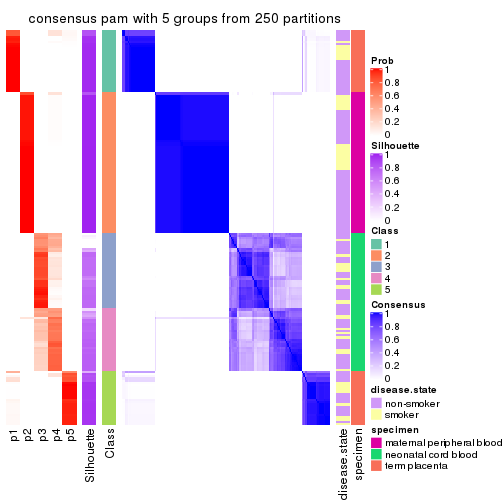 consensus pam with 5 groups from 250 partitions
Prob
1
0.8
0.6
0.4
0.2
0
Silhouette
1
0.8
0.6
0.4
0.2
0
Class
1
2
3
4
5
Consensus
1
0.8
0.6
0.4
0.2
0
disease.state
non-smoker
smoker
specimen
maternal peripheral blood
neonatal cord blood
term placenta
p1
p2
p3
p4
p5
Silhouette
Class
disease.state
specimen